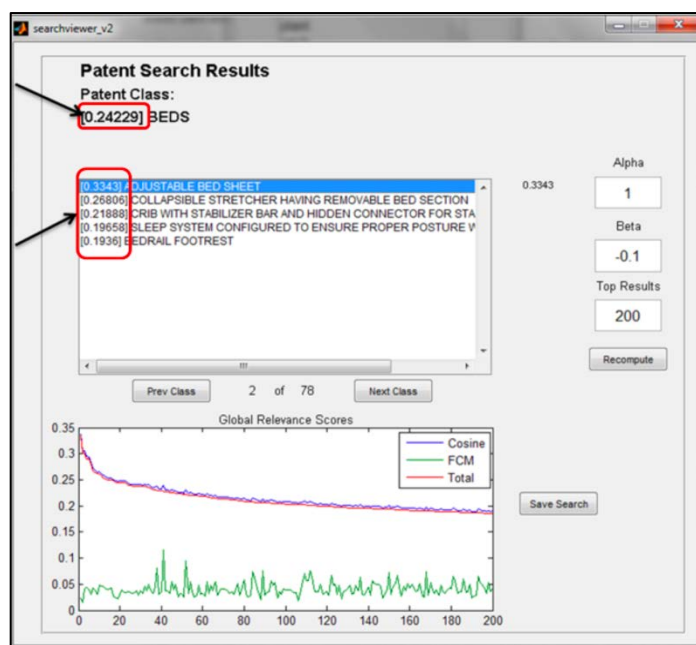 searchviewer_v2
Patent Search Results
Patent Class:
[0.24229] BEDS
[0.3343] ADJUSTABLE BED SHEET
[0.26806] COLLAPSIBLE STRETCHER HAVING REMOVABLE BED SECTION
[0.21888] CRIB WITH STABILIZER BAR AND HIDDEN CONNECTOR FOR STA
[0.19658] SLEEP SYSTEM CONFIGURED TO ENSURE PROPER POSTURE W
[0.1936] BEDRAIL FOOTREST
0.3343
Alpha
1
Beta
-0.1
Top Results
200
Recompute
Prev Class 2 of 78 Next Class
Global Relevance Scores
Cosine
FCM
Total
0.35
0.3
0.25
0.2
0.15
0.1
0.05
0
0 20 40 60 80 100 120 140 160 180 200
Save Search